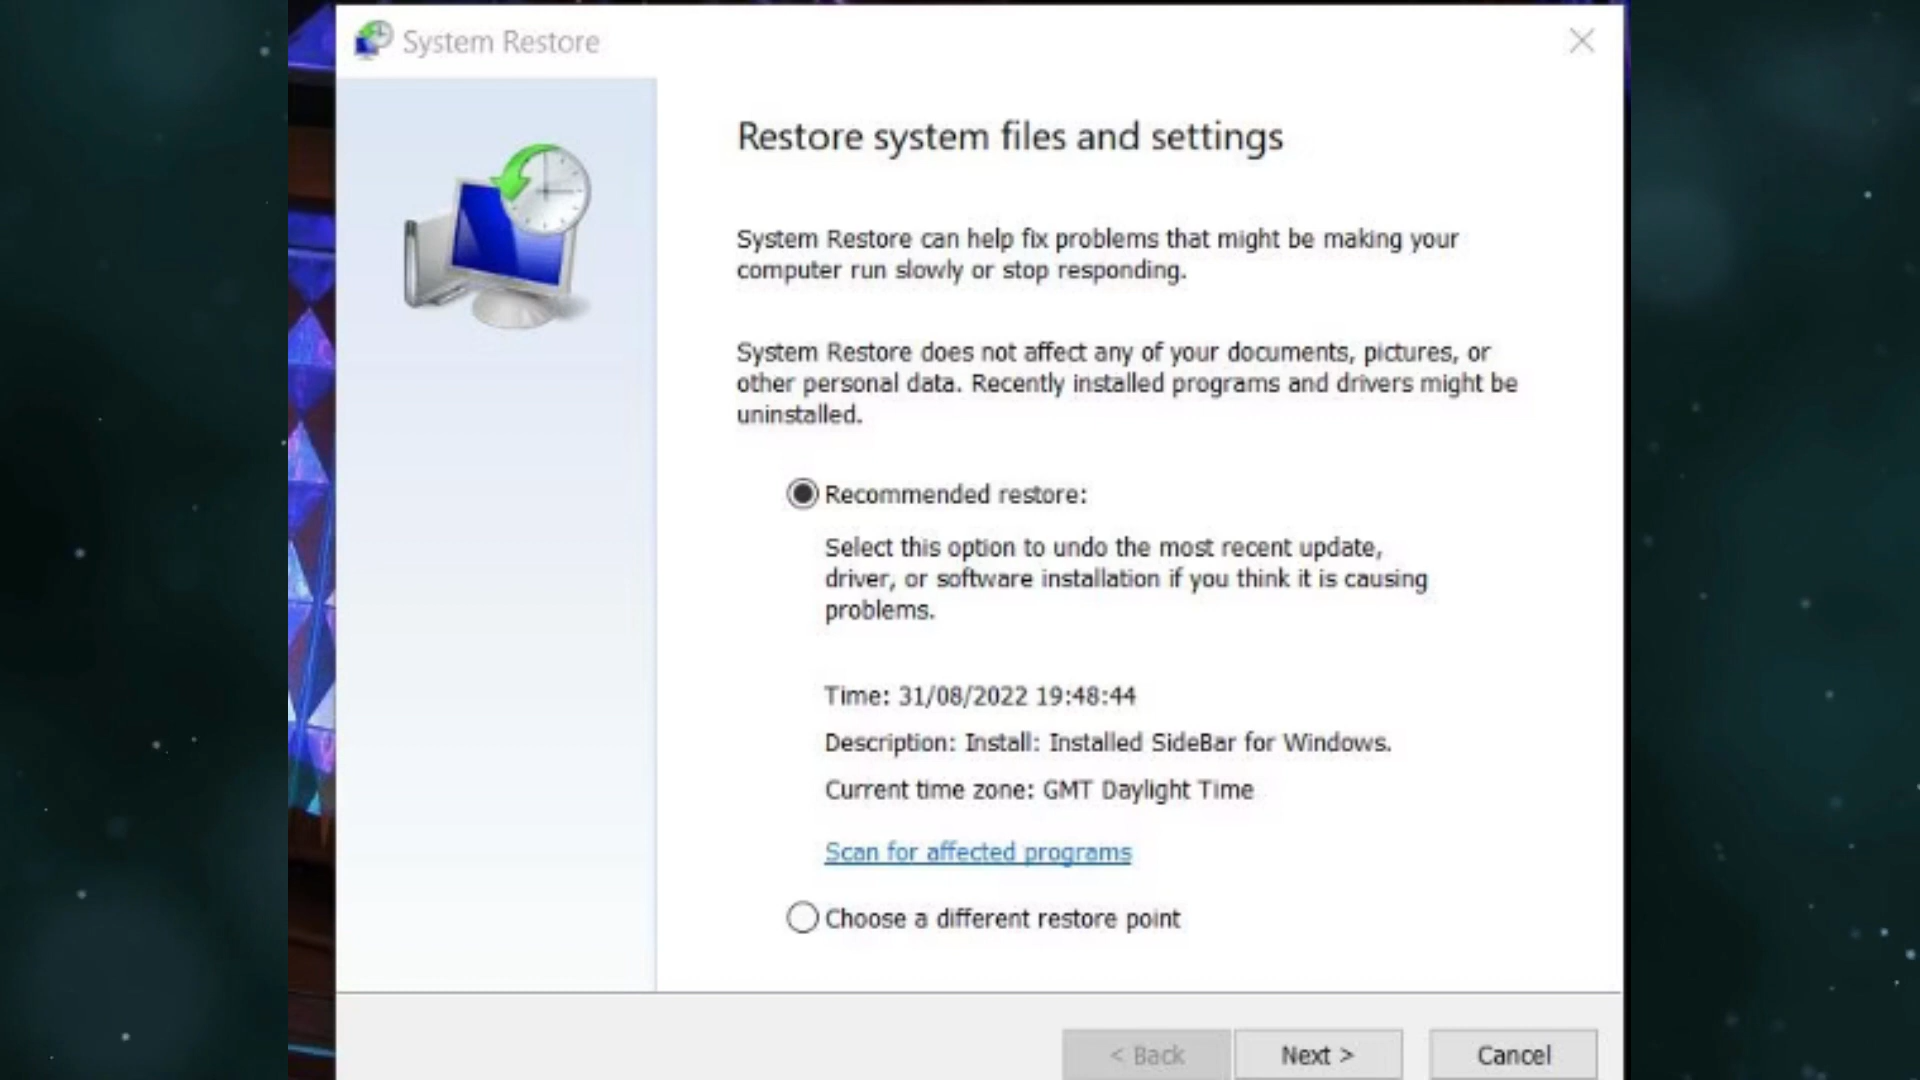 System Restore
Restore system files and settings
System Restore can help fix problems that might be making your
computer run slowly or stop responding.
System Restore does not affect any of your documents, pictures, or
other personal data. Recently installed programs and drivers might be
uninstalled.
Recommended restore:
Select this option to undo the most recent update,
driver, or software installation if you think it is causing
problems.
Time: 31/08/2022 19:48:44
Description: Install: Installed SideBar for Windows.
Current time zone: GMT Daylight Time
Scan for affected programs
Choose a different restore point
< Back
Next >
Cancel